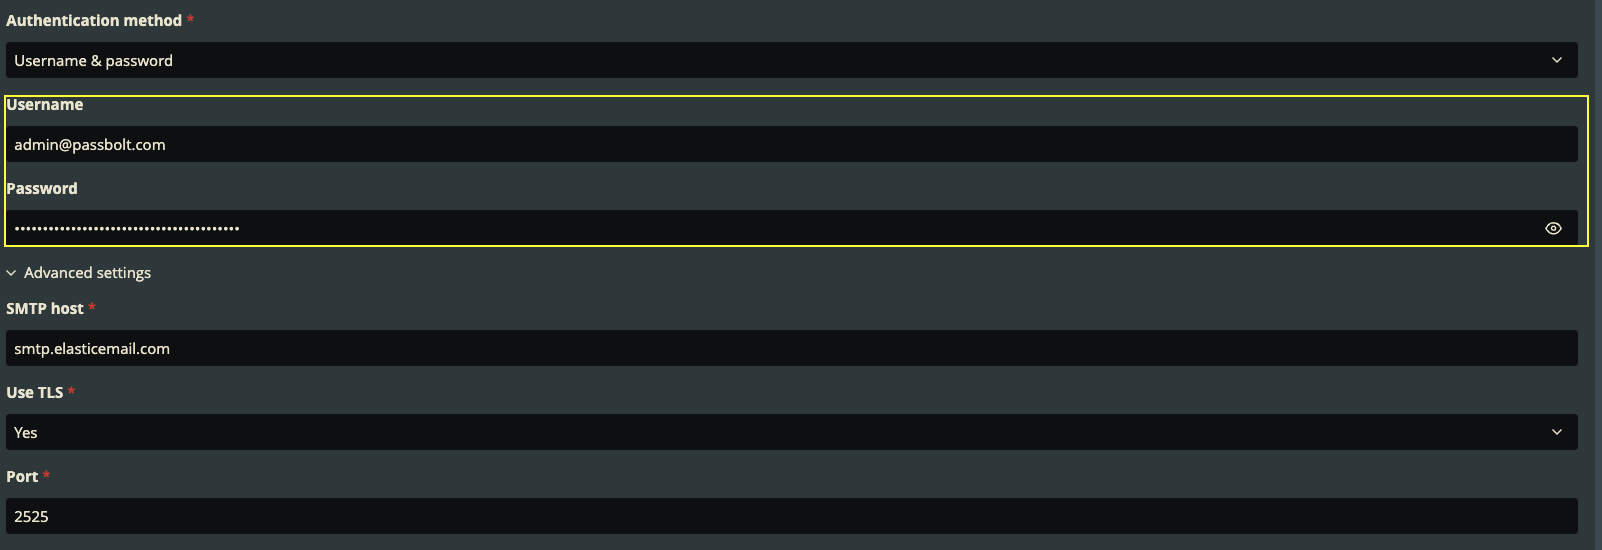 Authentication method *
Username & password
Username
admin@passbolt.com
Password
••••••••••••••••••••••••••••••••••••••••
Advanced settings
SMTP host *
smtp.elasticemail.com
Use TLS *
Yes
Port *
2525